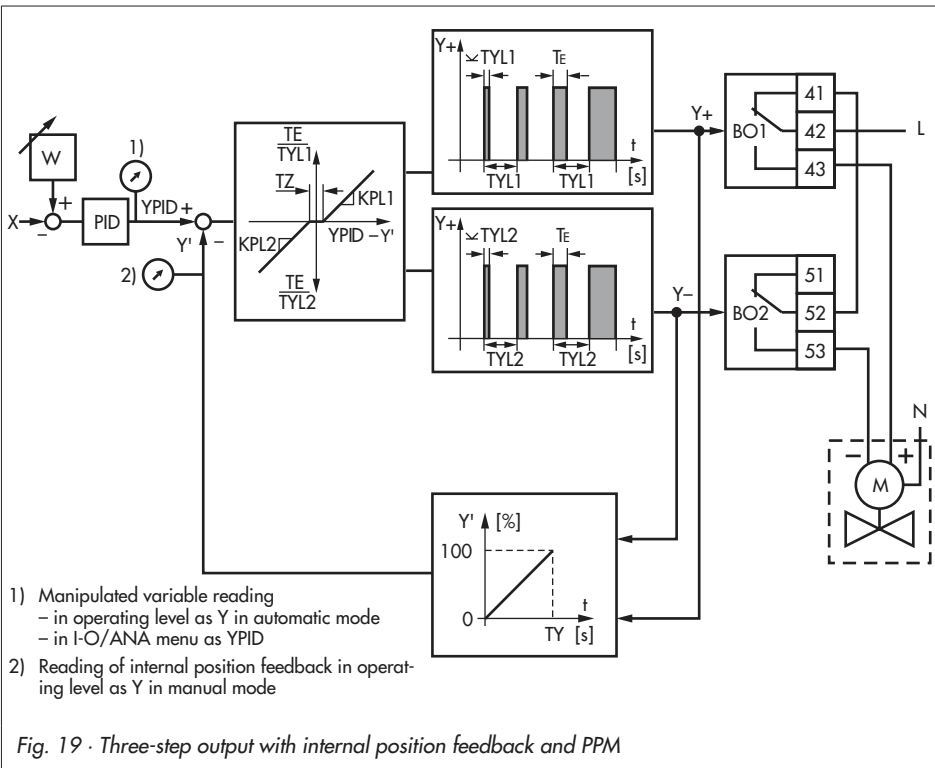 Y+
⋉ TYL1
TE
t
[s]
TYL1
TYL1
W
1)
+
X
−
PID
YPID +
Y'
−
2)
TE
TYL1
TZ
KPL1
KPL2
YPID – Y'
TE
TYL2
Y+
TYL2
TE
t
[s]
TYL2
TYL2
Y+
BO1
41
42
43
L
Y–
BO2
51
52
53
N
− +
M
Y' [%]
100
0
t
TY [s]
1) Manipulated variable reading
– in operating level as Y in automatic mode
– in I-O/ANA menu as YPID
2) Reading of internal position feedback in operat-
ing level as Y in manual mode
Fig. 19 · Three-step output with internal position feedback and PPM